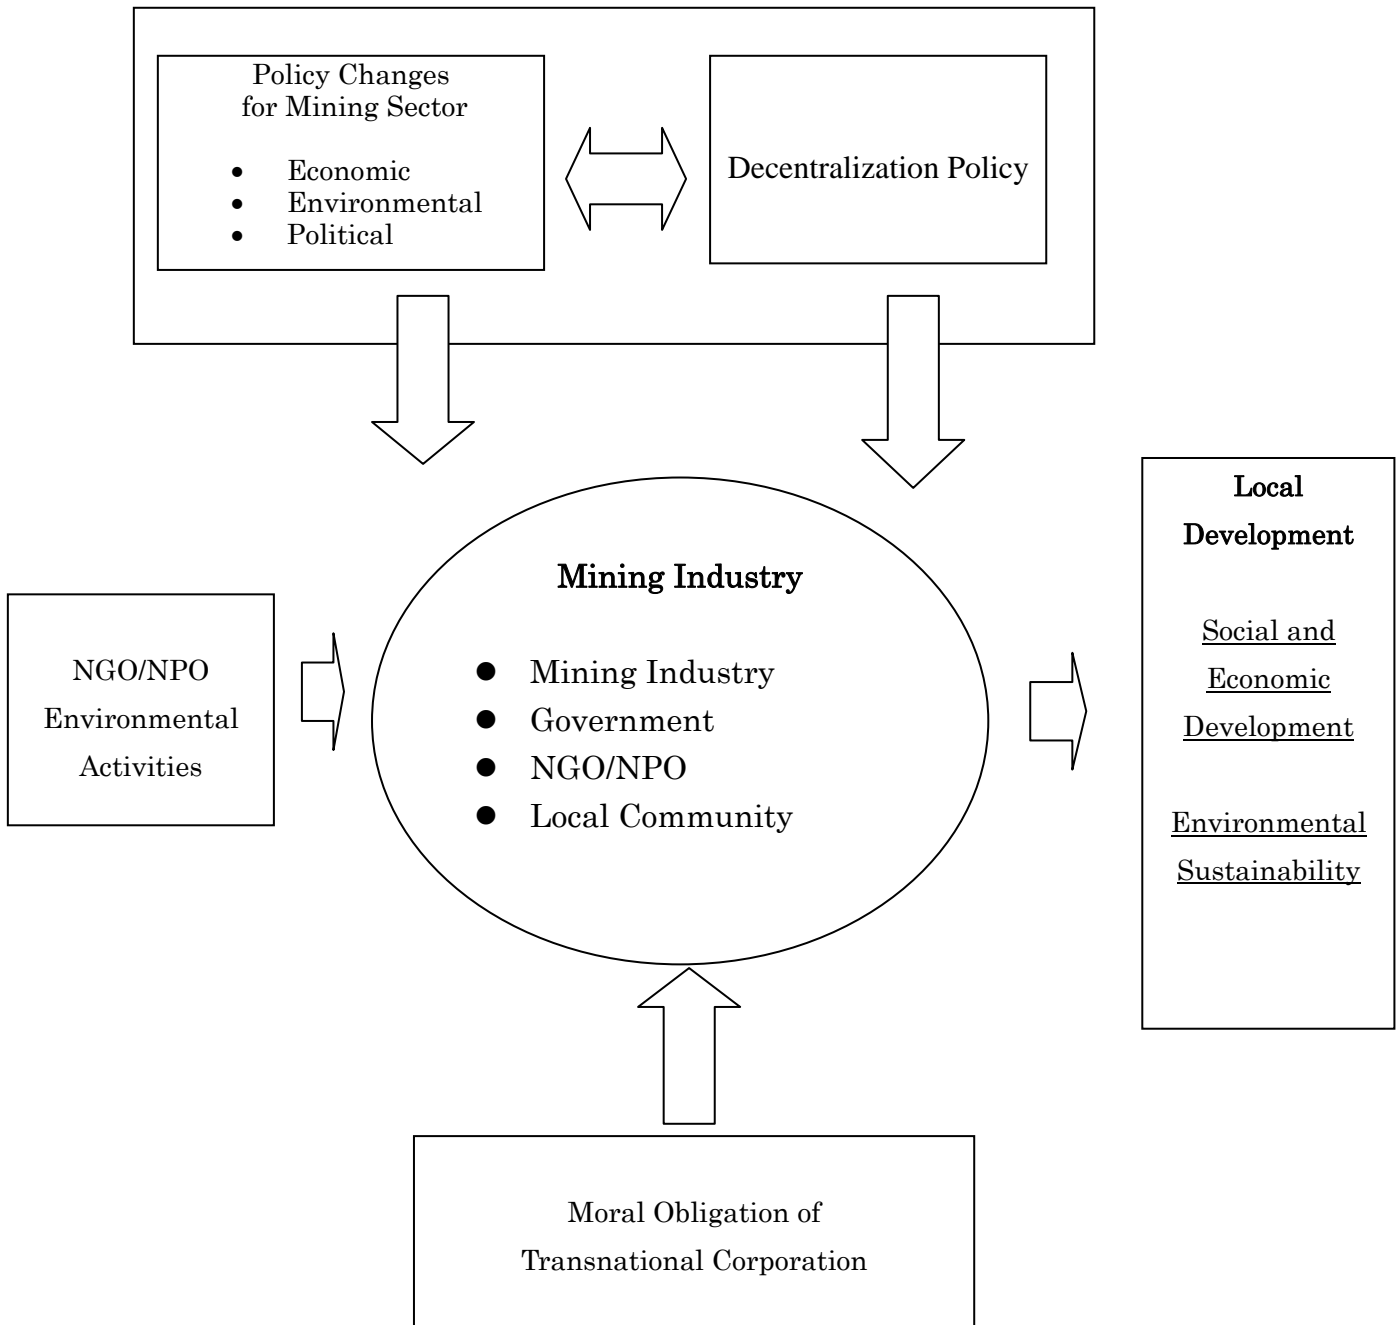 Policy Changes
for Mining Sector
• Economic
• Environmental
• Political
Decentralization Policy
Mining Industry
● Mining Industry
● Government
● NGO/NPO
● Local Community
NGO/NPO
Environmental
Activities
Local
Development
Social and
Economic
Development
Environmental
Sustainability
Moral Obligation of
Transnational Corporation